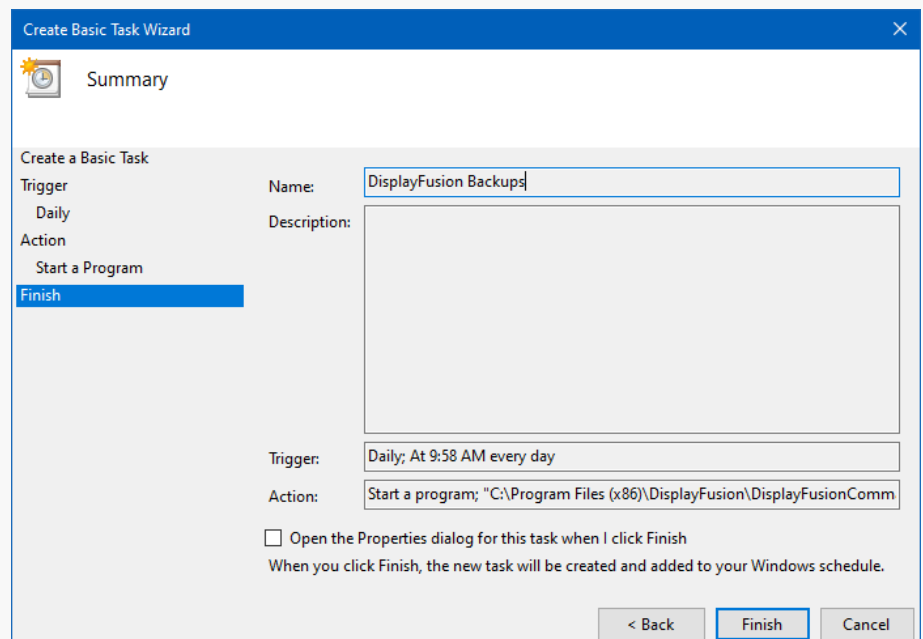 Create Basic Task Wizard
Summary
Create a Basic Task
Trigger
Daily
Action
Start a Program
Finish
Name: DisplayFusion Backups
Description:
Trigger: Daily; At 9:58 AM every day
Action: Start a program; "C:\Program Files (x86)\DisplayFusion\DisplayFusionComma
Open the Properties dialog for this task when I click Finish
When you click Finish, the new task will be created and added to your Windows schedule.
< Back Finish Cancel